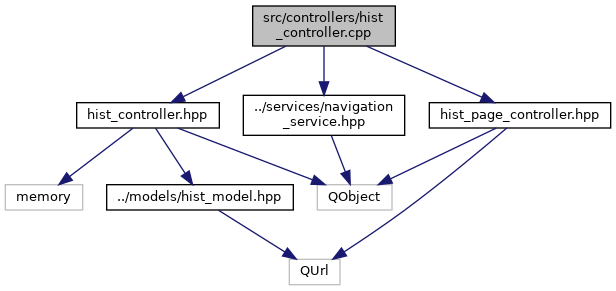 src/controllers/hist
_controller.cpp
hist_controller.hpp
../services/navigation
_service.hpp
hist_page_controller.hpp
memory
../models/hist_model.hpp
QObject
QUrl